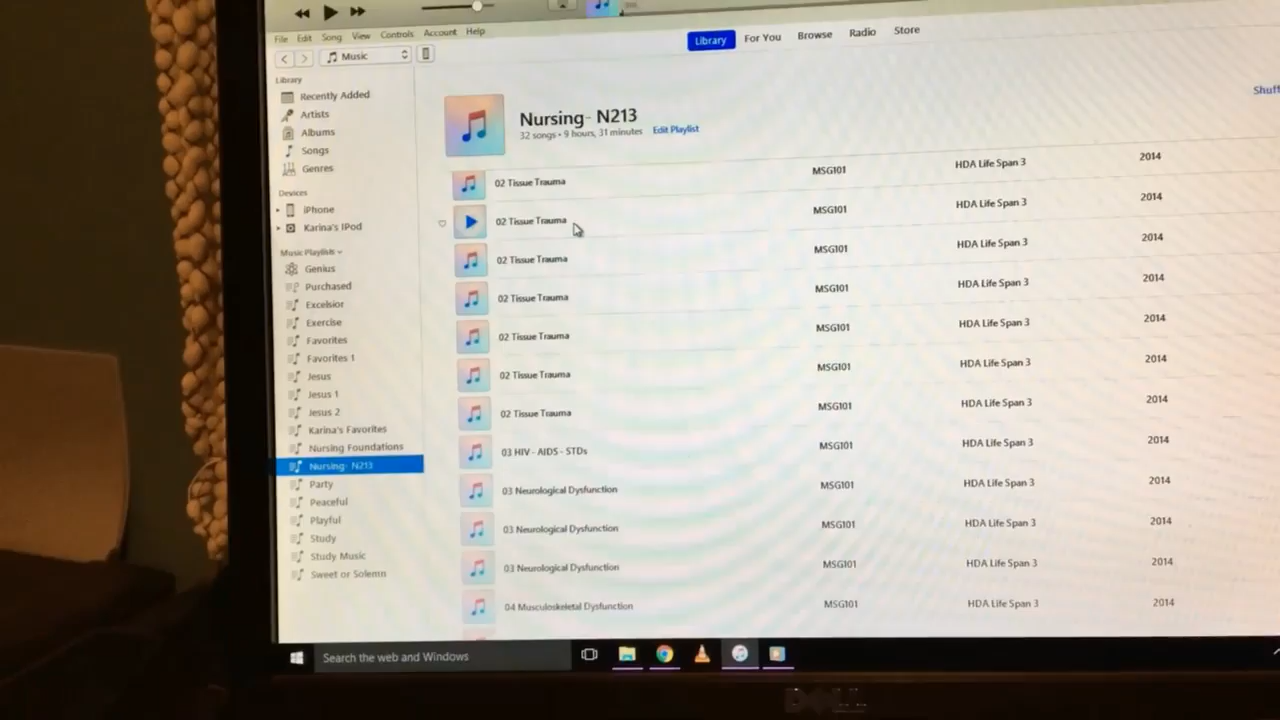 File Edit Song View Controls Account Help
Music
Library For You Browse Radio Store
Library
Recently Added
Artists
Albums
Songs
Genres
Devices
iPhone
Karina's iPod
Music Playlists
Genius
Purchased
Excelsior
Exercise
Favorites
Favorites 1
Jesus
Jesus 1
Jesus 2
Karina's Favorites
Nursing Foundations
Nursing- N213
Party
Peaceful
Playful
Study
Study Music
Sweet or Solemn
Nursing- N213
32 songs • 9 hours, 31 minutes Edit Playlist
02 Tissue Trauma MSG101 HDA Life Span 3 2014
02 Tissue Trauma MSG101 HDA Life Span 3 2014
02 Tissue Trauma MSG101 HDA Life Span 3 2014
02 Tissue Trauma MSG101 HDA Life Span 3 2014
02 Tissue Trauma MSG101 HDA Life Span 3 2014
02 Tissue Trauma MSG101 HDA Life Span 3 2014
02 Tissue Trauma MSG101 HDA Life Span 3 2014
03 HIV - AIDS - STDs MSG101 HDA Life Span 3 2014
03 Neurological Dysfunction MSG101 HDA Life Span 3 2014
03 Neurological Dysfunction MSG101 HDA Life Span 3 2014
03 Neurological Dysfunction MSG101 HDA Life Span 3 2014
04 Musculoskeletal Dysfunction MSG101 HDA Life Span 3 2014
Search the web and Windows
DELL